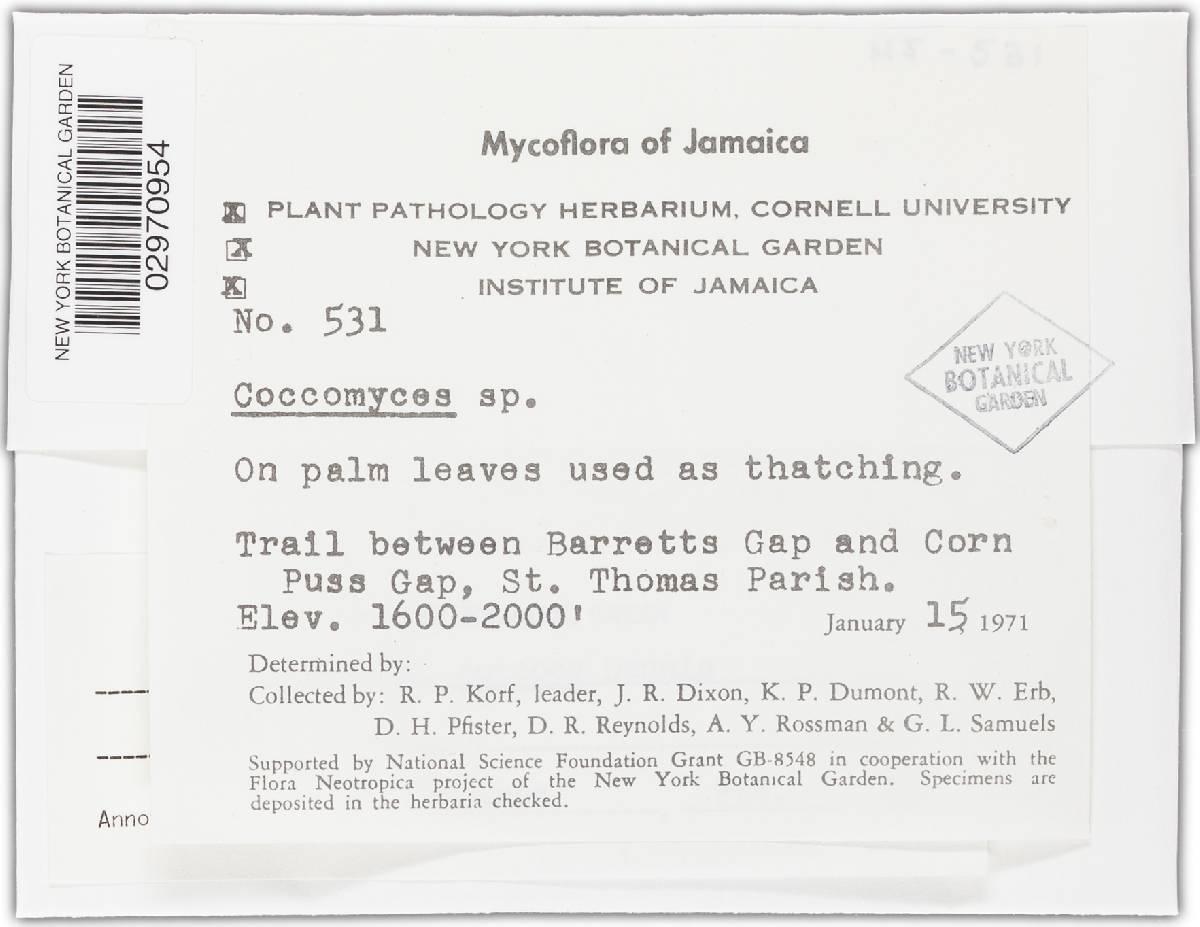 NEW YORK BOTANICAL GARDEN
02970954
Mycoflora of Jamaica
PLANT PATHOLOGY HERBARIUM, CORNELL UNIVERSITY
NEW YORK BOTANICAL GARDEN
INSTITUTE OF JAMAICA
No. 531
NEW YORK
BOTANICAL
GARDEN
Coccomyces sp.
On palm leaves used as thatching.
Trail between Barretts Gap and Corn
Puss Gap, St. Thomas Parish.
Elev. 1600-2000'
January 15, 1971
Determined by:
Collected by: R. P. Korf, leader, J. R. Dixon, K. P. Dumont, R. W. Erb,
D. H. Pfister, D. R. Reynolds, A. Y. Rossman & G. L. Samuels
Supported by National Science Foundation Grant GB-8548 in cooperation with the
Flora Neotropica project of the New York Botanical Garden. Specimens are
deposited in the herbaria checked.
Anno